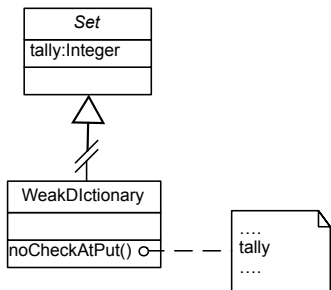 Set
tally:Integer
WeakDIctionary
noCheckAtPut()
....
tally
....